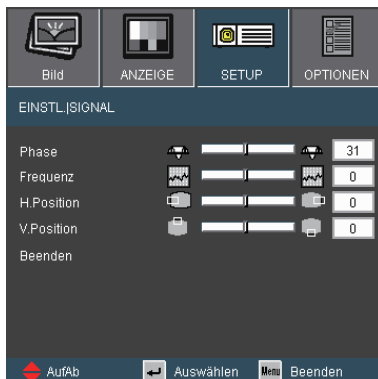 Bild ANZEIGE SETUP OPTIONEN
EINSTL.|SIGNAL
Phase 31
Frequenz 0
H.Position 0
V.Position 0
Beenden
AufAb Auswählen Menu Beenden